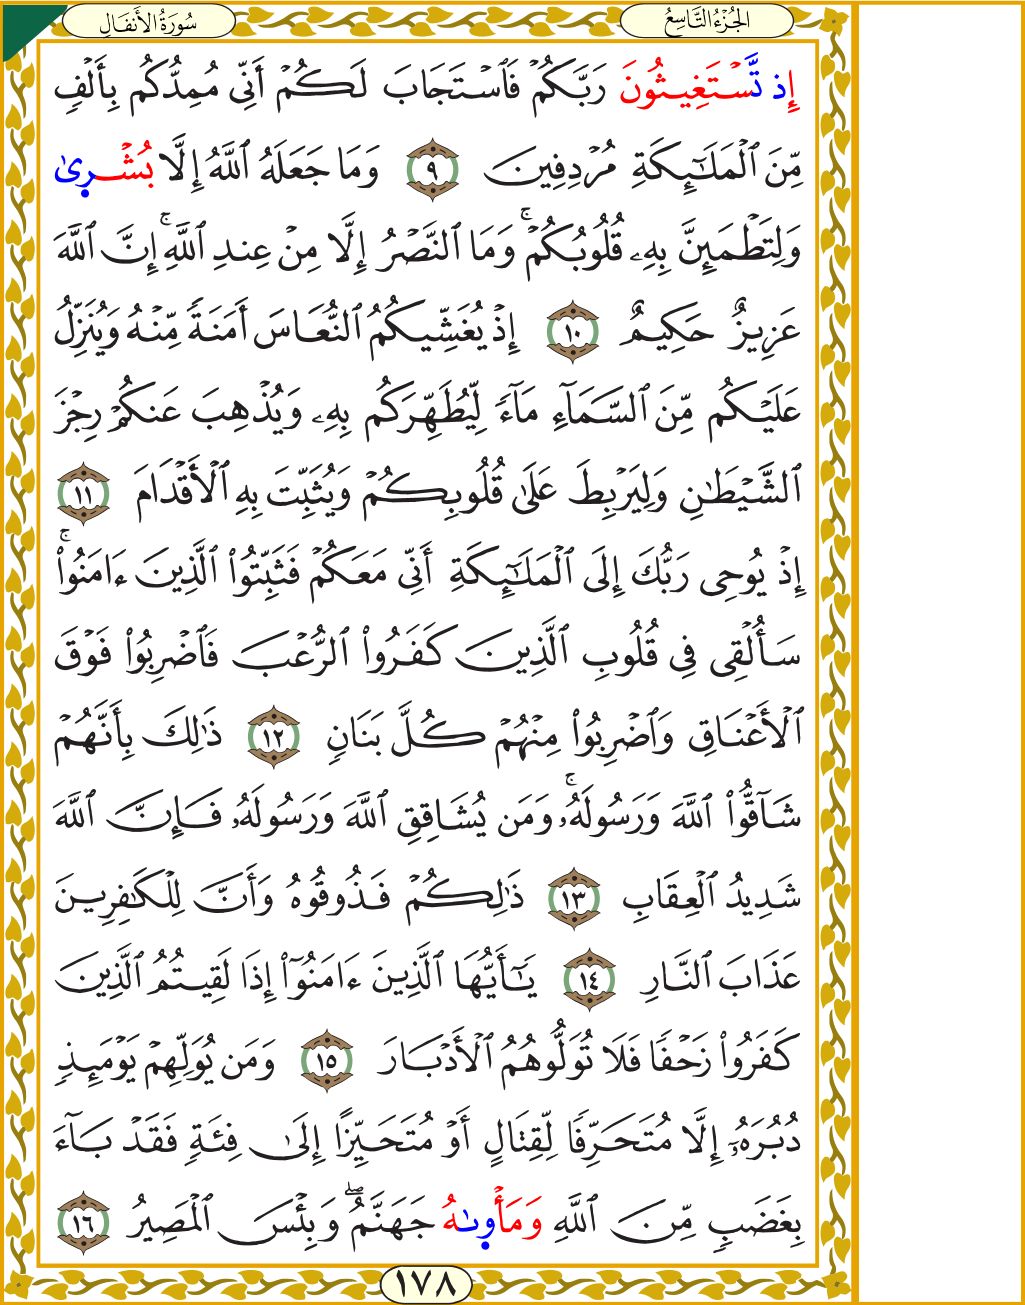 سُورَةُ الأَنفَال
الجُزْءُ التَّاسِعُ
إِذ تَّسۡتَغِيثُونَ رَبَّكُمۡ فَٱسۡتَجَابَ لَكُمۡ أَنِّي مُمِدُّكُم بِأَلۡفٖ
مِّنَ ٱلۡمَلَٰٓئِكَةِ مُرۡدِفِينَ ٩ وَمَا جَعَلَهُ ٱللَّهُ إِلَّا بُشۡرِىٰ
وَلِتَطۡمَئِنَّ بِهِۦ قُلُوبُكُمۡۚ وَمَا ٱلنَّصۡرُ إِلَّا مِنۡ عِندِ ٱللَّهِۚ إِنَّ ٱللَّهَ
عَزِيزٌ حَكِيمٌ ١٠ إِذۡ يُغَشِّيكُمُ ٱلنُّعَاسَ أَمَنَةٗ مِّنۡهُ وَيُنَزِّلُ
عَلَيۡكُم مِّنَ ٱلسَّمَآءِ مَآءٗ لِّيُطَهِّرَكُم بِهِۦ وَيُذۡهِبَ عَنكُمۡ رِجۡزَ
ٱلشَّيۡطَٰنِ وَلِيَرۡبِطَ عَلَىٰ قُلُوبِكُمۡ وَيُثَبِّتَ بِهِ ٱلۡأَقۡدَامَ ١١
إِذۡ يُوحِي رَبُّكَ إِلَى ٱلۡمَلَٰٓئِكَةِ أَنِّي مَعَكُمۡ فَثَبِّتُواْ ٱلَّذِينَ ءَامَنُواْۚ
سَأُلۡقِي فِي قُلُوبِ ٱلَّذِينَ كَفَرُواْ ٱلرُّعۡبَ فَٱضۡرِبُواْ فَوۡقَ
ٱلۡأَعۡنَاقِ وَٱضۡرِبُواْ مِنۡهُمۡ كُلَّ بَنَانٖ ١٢ ذَٰلِكَ بِأَنَّهُمۡ
شَآقُّواْ ٱللَّهَ وَرَسُولَهُۥۚ وَمَن يُشَاقِقِ ٱللَّهَ وَرَسُولَهُۥ فَإِنَّ ٱللَّهَ
شَدِيدُ ٱلۡعِقَابِ ١٣ ذَٰلِكُمۡ فَذُوقُوهُ وَأَنَّ لِلۡكَٰفِرِينَ
عَذَابَ ٱلنَّارِ ١٤ يَٰٓأَيُّهَا ٱلَّذِينَ ءَامَنُوٓاْ إِذَا لَقِيتُمُ ٱلَّذِينَ
كَفَرُواْ زَحۡفٗا فَلَا تُوَلُّوهُمُ ٱلۡأَدۡبَارَ ١٥ وَمَن يُوَلِّهِمۡ يَوۡمَئِذٖ
دُبُرَهُۥٓ إِلَّا مُتَحَرِّفٗا لِّقِتَالٍ أَوۡ مُتَحَيِّزًا إِلَىٰ فِئَةٖ فَقَدۡ بَآءَ
بِغَضَبٖ مِّنَ ٱللَّهِ وَمَأۡوِىٰهُ جَهَنَّمُۖ وَبِئۡسَ ٱلۡمَصِيرُ ١٦
١٧٨